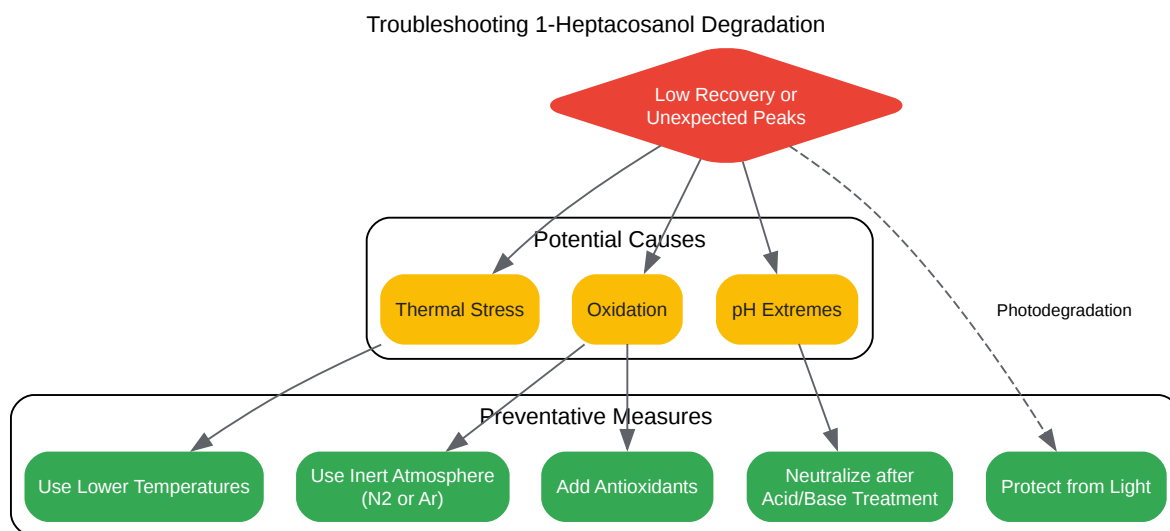 Troubleshooting 1-Heptacosanol Degradation
Low Recovery or
Unexpected Peaks
Potential Causes
Thermal Stress
Oxidation
pH Extremes
Photodegradation
Preventative Measures
Use Lower Temperatures
Use Inert Atmosphere
(N2 or Ar)
Add Antioxidants
Neutralize after
Acid/Base Treatment
Protect from Light